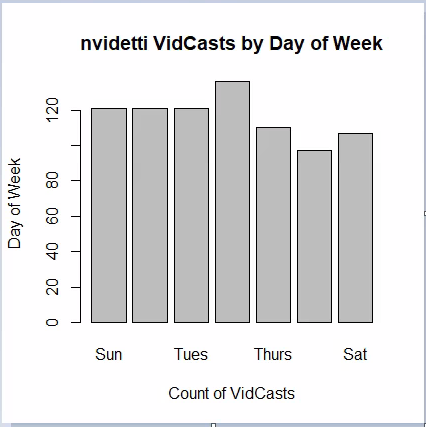 nvidetti VidCasts by Day of Week
Day of Week
120
80
60
40
20
0
Sun Tues Thurs Sat
Count of VidCasts